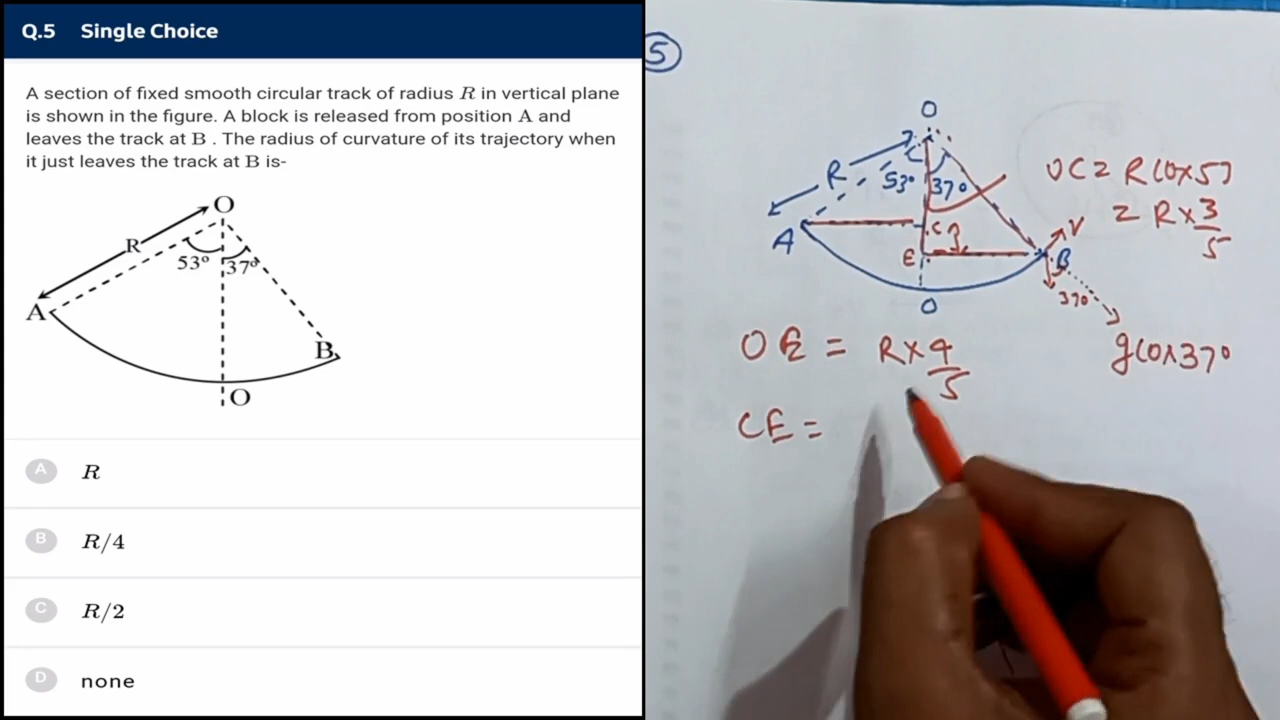 Q.5 Single Choice
A section of fixed smooth circular track of radius R in vertical plane
is shown in the figure. A block is released from position A and
leaves the track at B . The radius of curvature of its trajectory when
it just leaves the track at B is-
O
R
53° 37°
A
B
O
A R
B R/4
C R/2
D none
5
O
R
53° 37°
A
C
E
B
V
37°
O
OC = R cos 53
= R × 3/5
OE = R × 4/5
g cos 37°
CE =